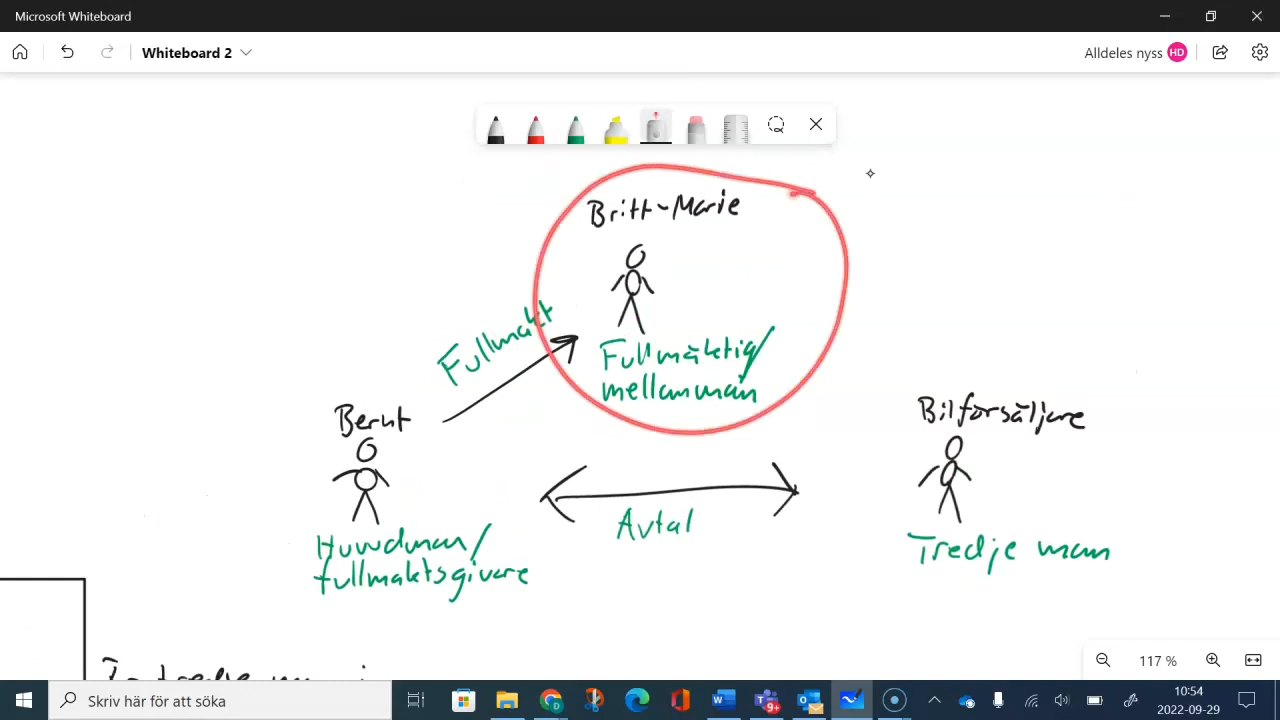 Microsoft Whiteboard
Whiteboard 2
Alldeles nyss HD
Britt-Marie
Fullmakt
Fullmäktig/
mellanman
Bernt
Bilförsäljare
Avtal
Huvudman/
fullmaktsgivare
Tredje man
117 %
Skriv här för att söka
9+
10:54
2022-09-29